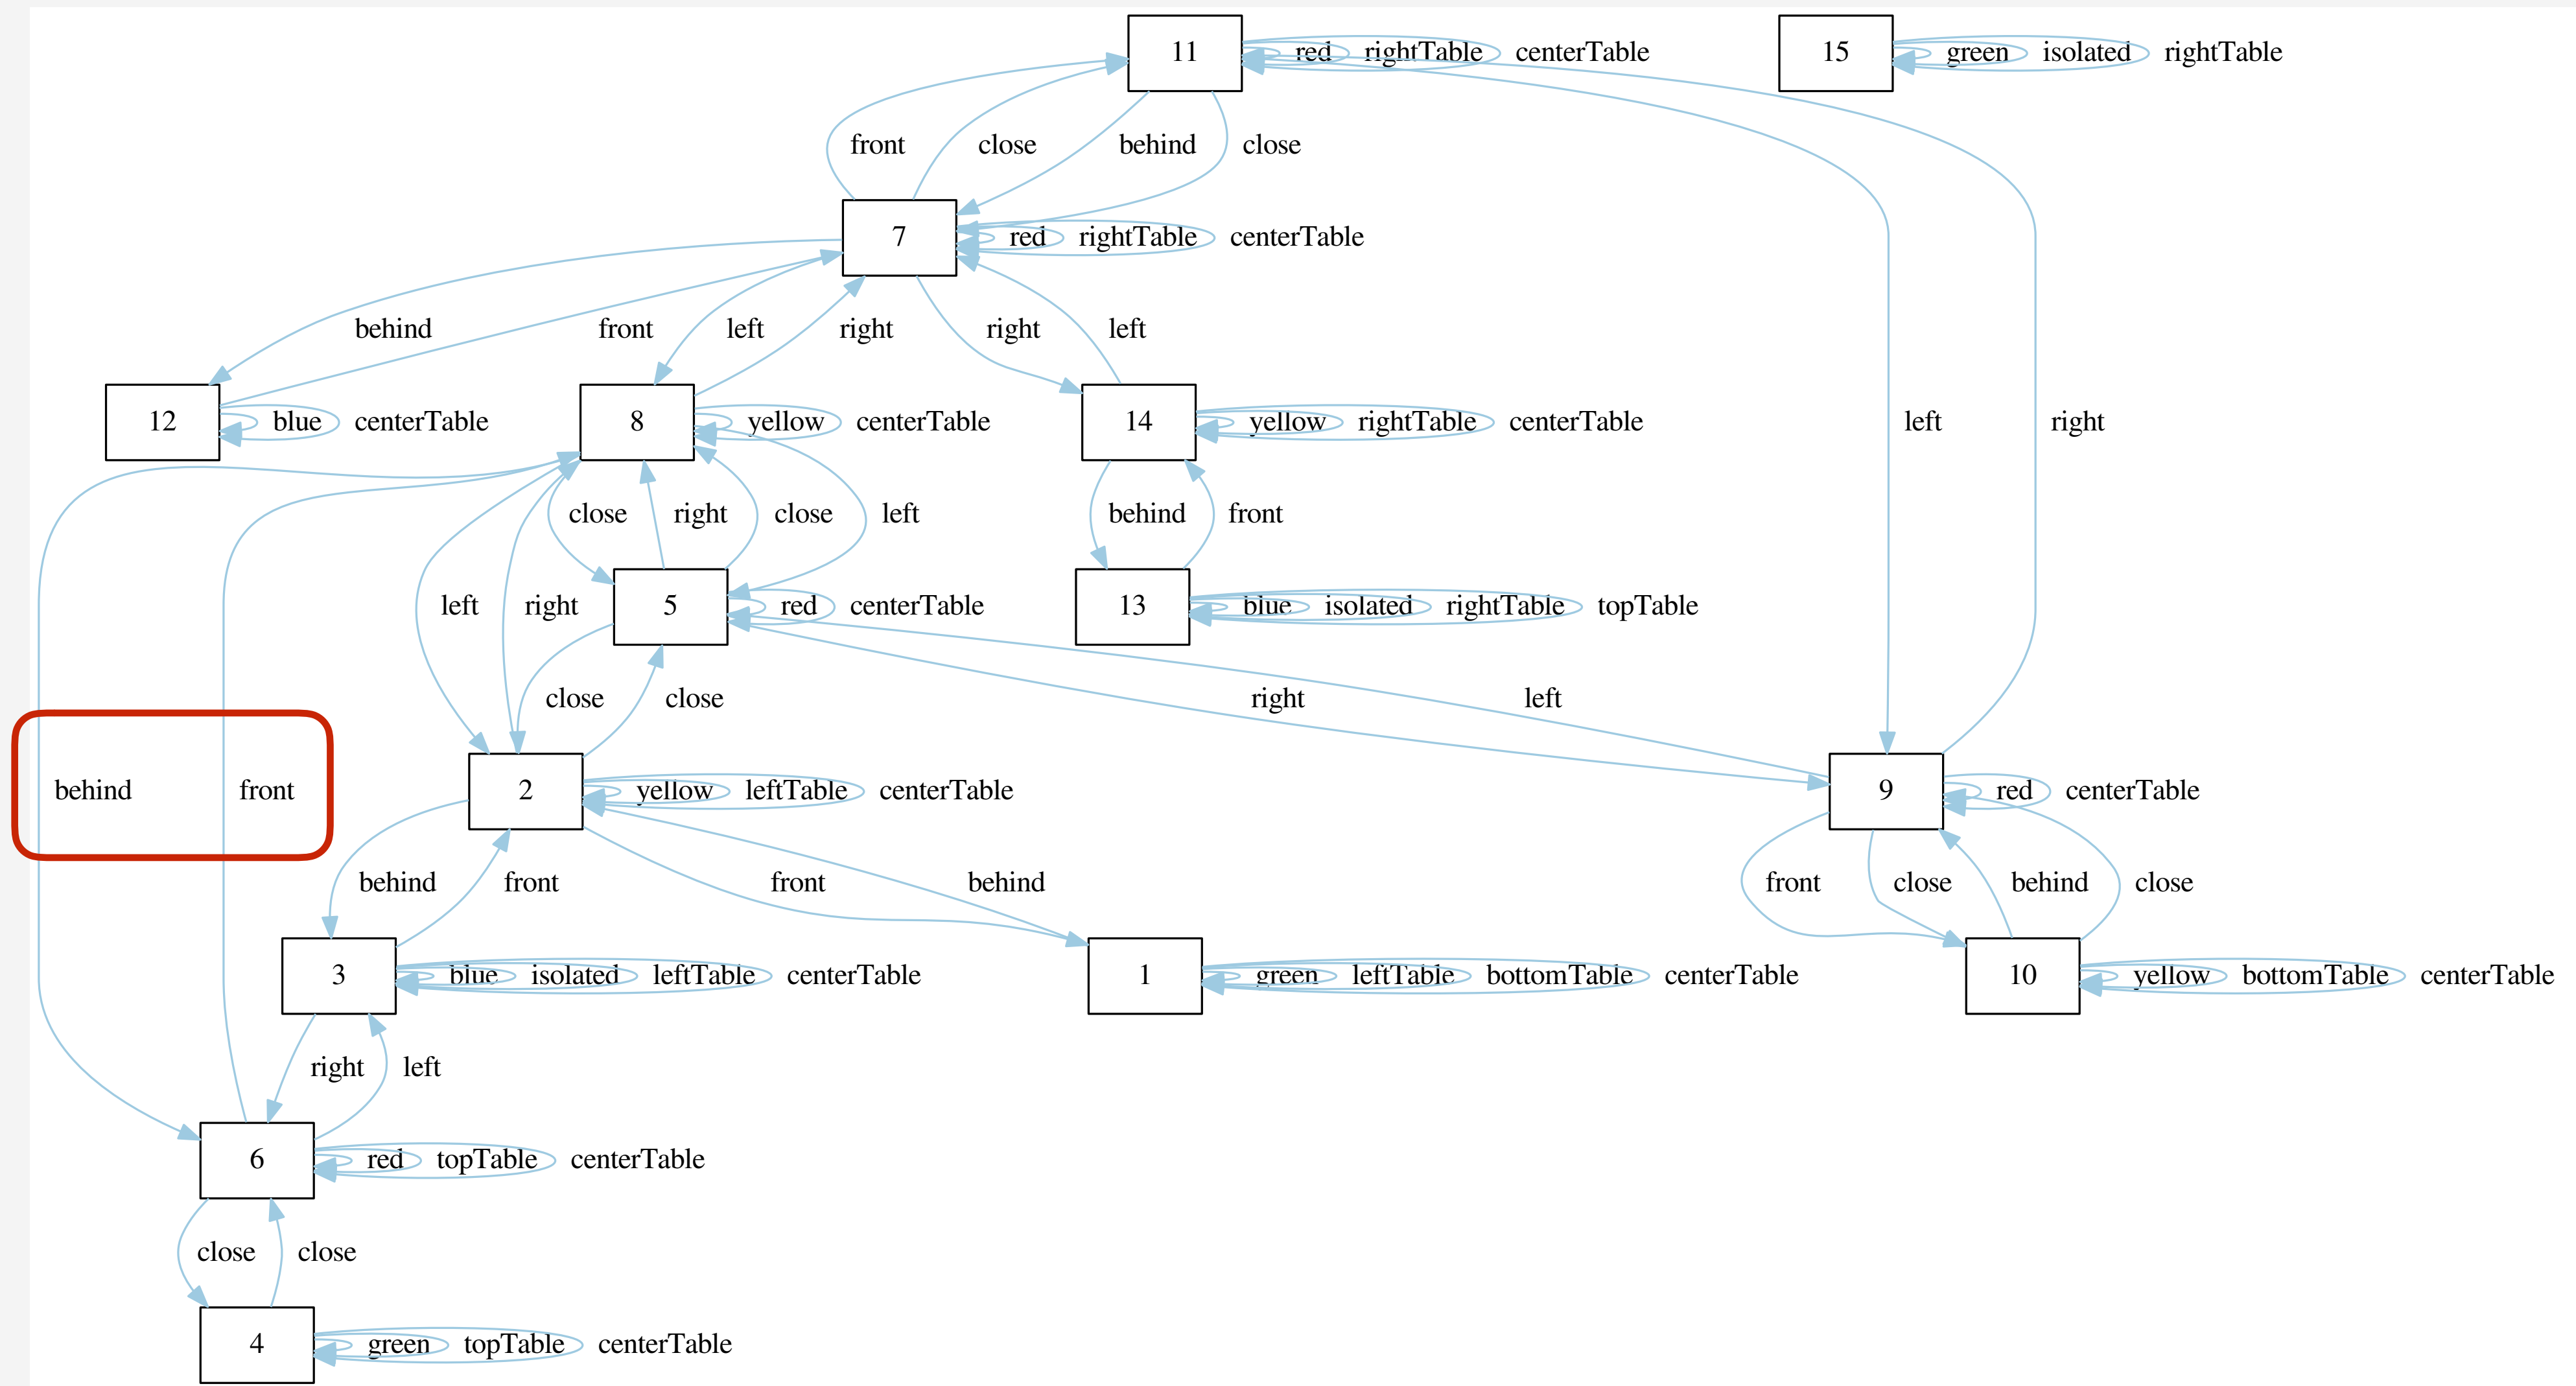 11 red rightTable centerTable 15 green isolated rightTable
front close behind close
7 red rightTable centerTable
behind front left right right left left right
12 blue centerTable 8 yellow centerTable 14 yellow rightTable centerTable
close right close left behind front
left right 5 red centerTable 13 blue isolated rightTable topTable
close close right left
behind front 2 yellow leftTable centerTable 9 red centerTable
behind front front behind front close behind close
3 blue isolated leftTable centerTable 1 green leftTable bottomTable centerTable 10 yellow bottomTable centerTable
right left
6 red topTable centerTable
close close
4 green topTable centerTable